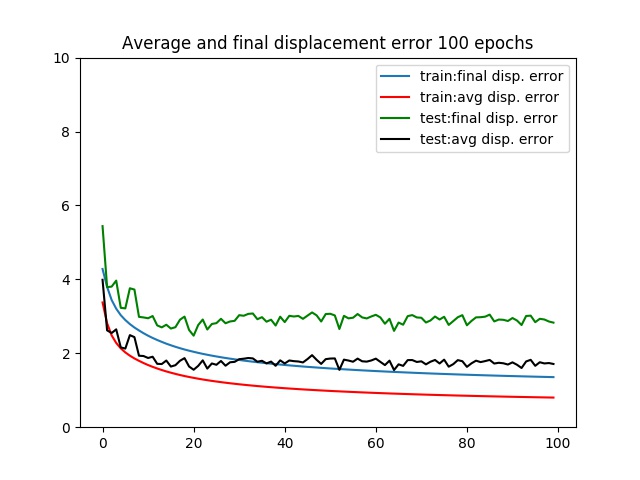 Average and final displacement error 100 epochs
10
8
6
4
2
0
train:final disp. error
train:avg disp. error
test:final disp. error
test:avg disp. error
0 20 40 60 80 100